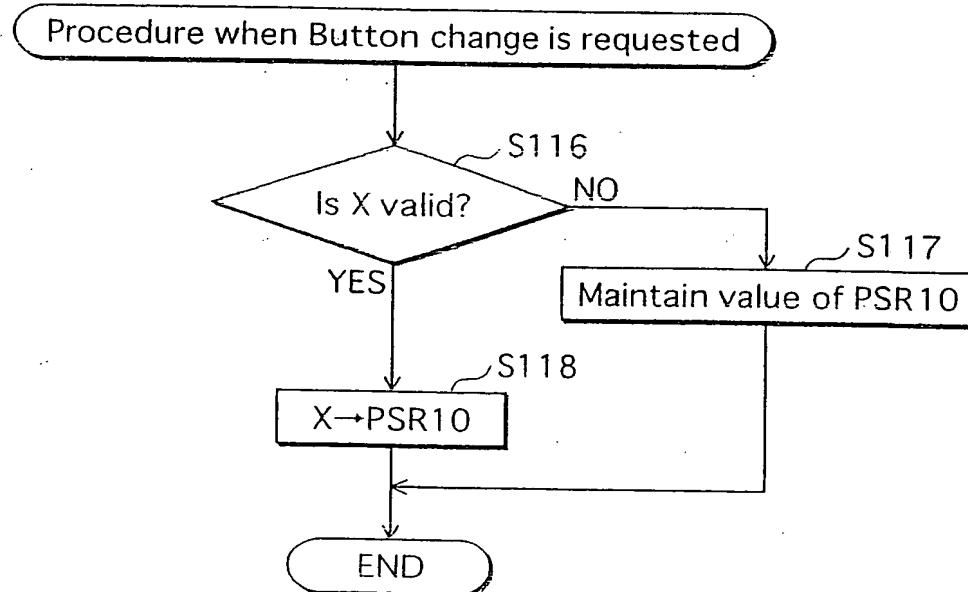 Procedure when Button change is requested
S116
Is X valid?
NO
YES
S117
Maintain value of PSR10
S118
X→PSR10
END